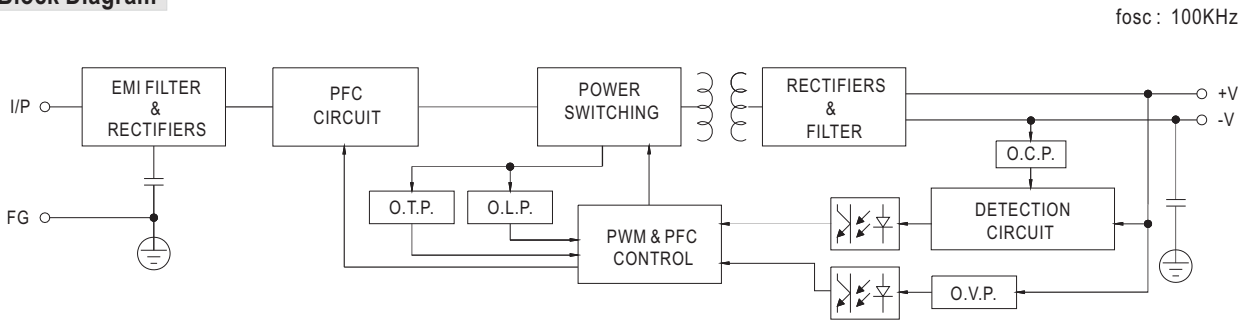 Block Diagram
fosc : 100KHz
I/P
EMI FILTER
&
RECTIFIERS
PFC
CIRCUIT
POWER
SWITCHING
RECTIFIERS
&
FILTER
+V
-V
O.C.P.
FG
O.T.P.
O.L.P.
PWM & PFC
CONTROL
DETECTION
CIRCUIT
O.V.P.